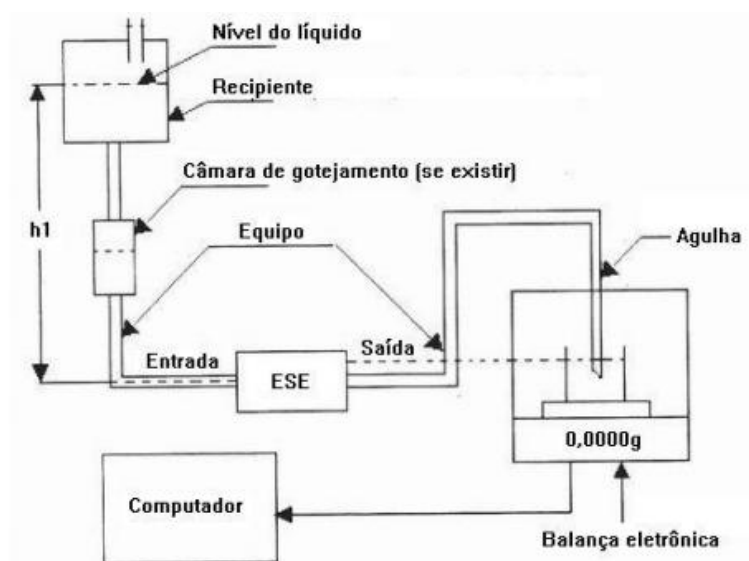 Nível do líquido
Recipiente
Câmara de gotejamento (se existir)
h1
Equipo
Agulha
Entrada
Saída
ESE
0,0000g
Computador
Balança eletrônica